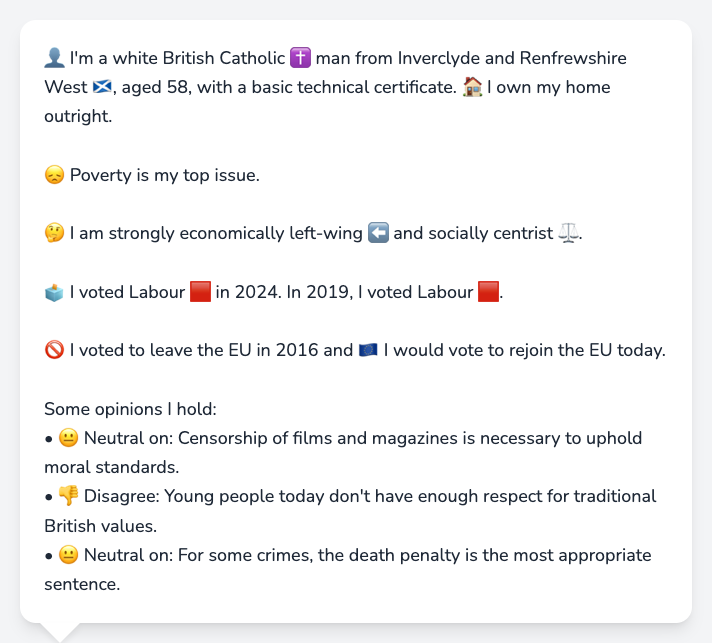 👤 I'm a white British Catholic ✝️ man from Inverclyde and Renfrewshire
West 🏴󠁧󠁢󠁳󠁣󠁴󠁿, aged 58, with a basic technical certificate. 🏠 I own my home
outright.
😞 Poverty is my top issue.
🤔 I am strongly economically left-wing ⬅️ and socially centrist ⚖️.
🗳️ I voted Labour 🟥 in 2024. In 2019, I voted Labour 🟥.
🚫 I voted to leave the EU in 2016 and 🇪🇺 I would vote to rejoin the EU today.
Some opinions I hold:
• 😐 Neutral on: Censorship of films and magazines is necessary to uphold
moral standards.
• 👎 Disagree: Young people today don't have enough respect for traditional
British values.
• 😐 Neutral on: For some crimes, the death penalty is the most appropriate
sentence.